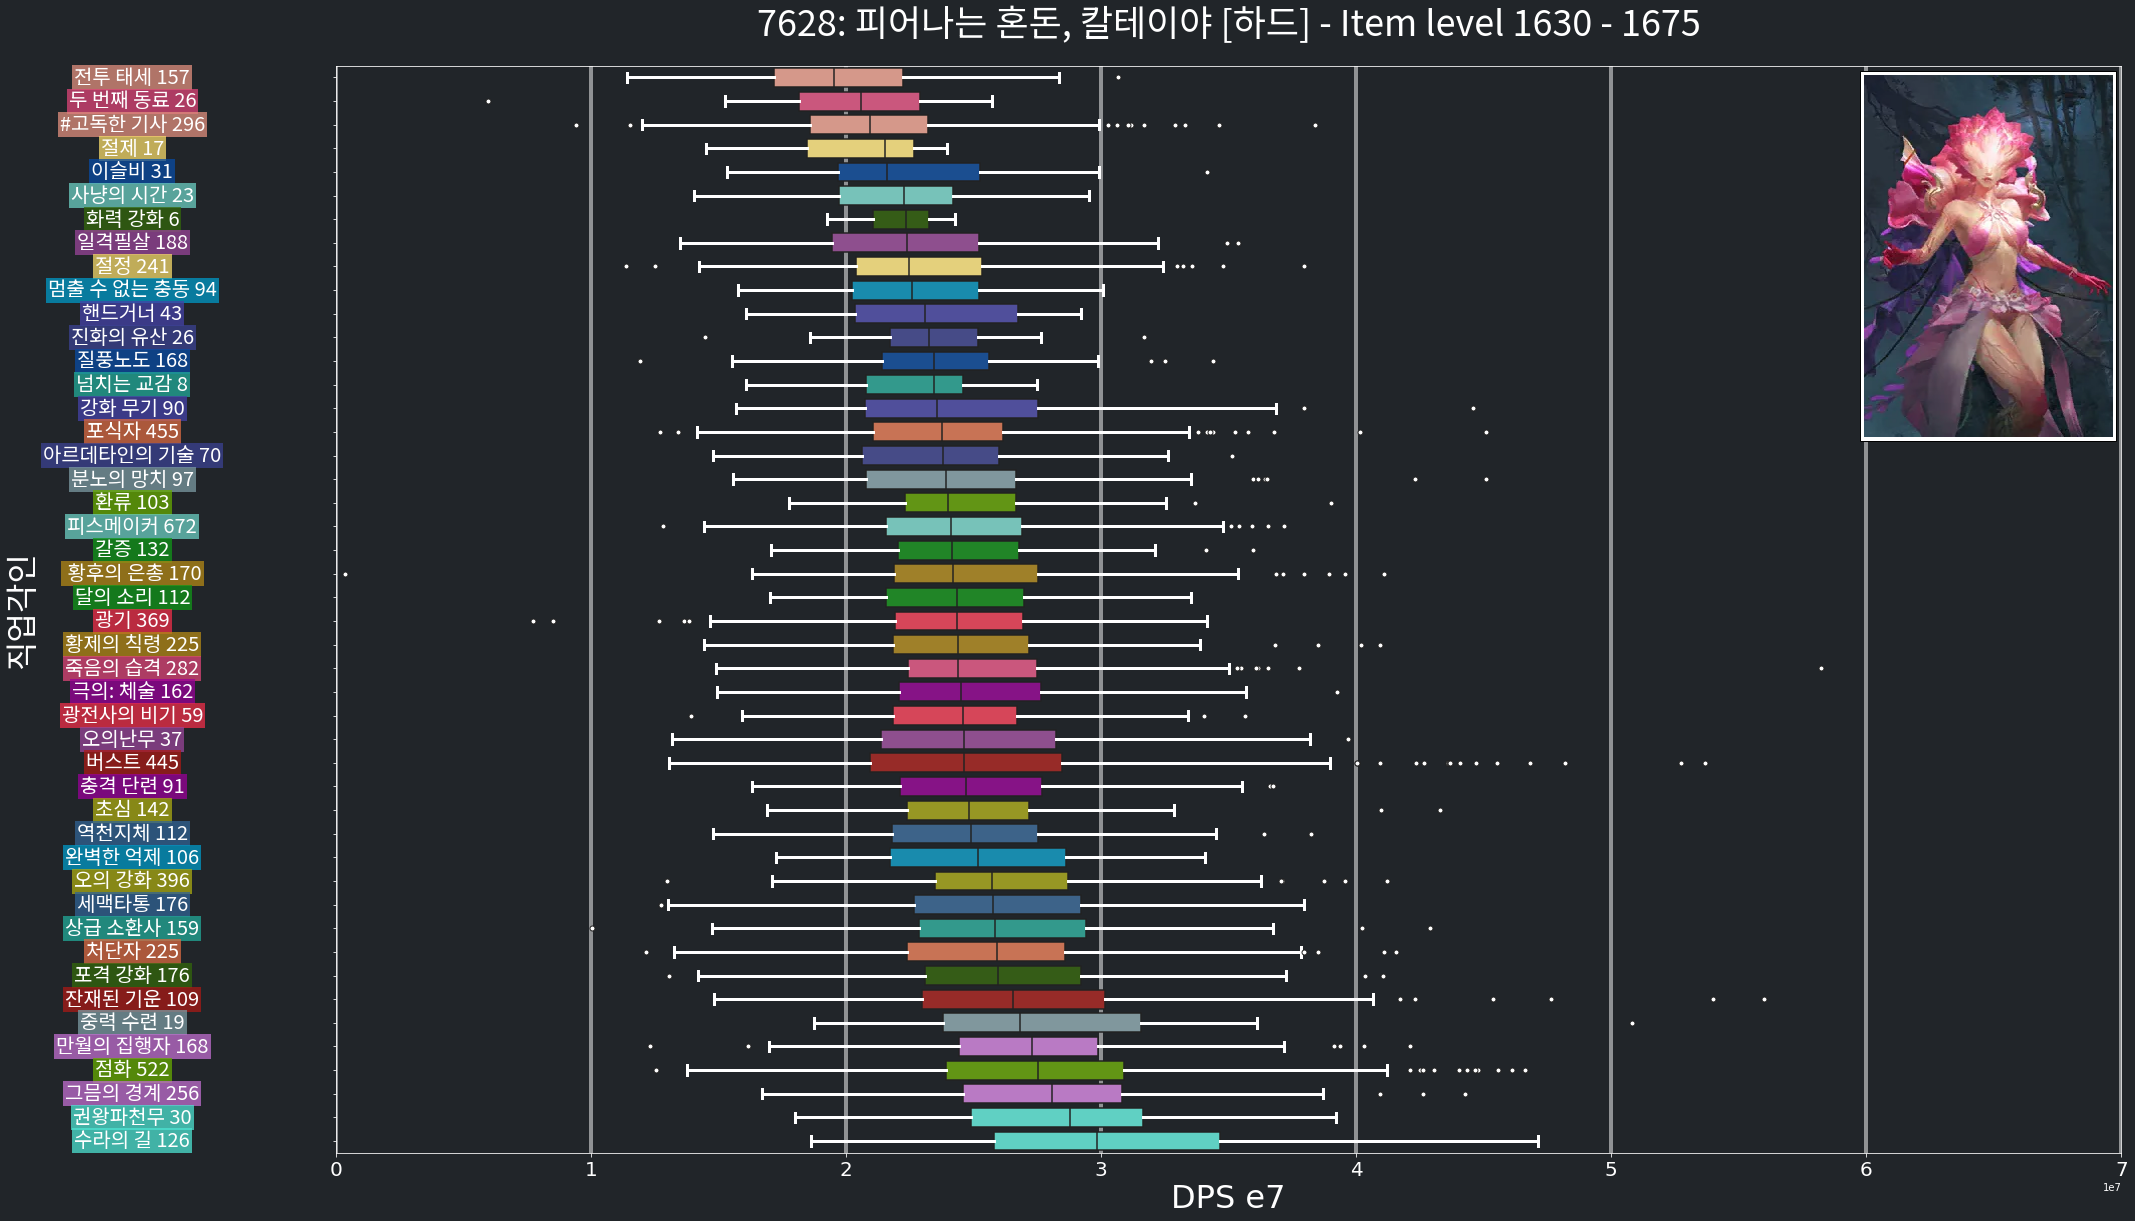 7628: 피어나는 혼돈, 칼테이야 [하드] - Item level 1630 - 1675
직업각인
전투 태세 157
두 번째 동료 26
#고독한 기사 296
절제 17
이슬비 31
사냥의 시간 23
화력 강화 6
일격필살 188
절정 241
멈출 수 없는 충동 94
핸드거너 43
진화의 유산 26
질풍노도 168
넘치는 교감 8
강화 무기 90
포식자 455
아르데타인의 기술 70
분노의 망치 97
환류 103
피스메이커 672
갈증 132
황후의 은총 170
달의 소리 112
광기 369
황제의 칙령 225
죽음의 습격 282
극의: 체술 162
광전사의 비기 59
오의난무 37
버스트 445
충격 단련 91
초심 142
역천지체 112
완벽한 억제 106
오의 강화 396
세맥타통 176
상급 소환사 159
처단자 225
포격 강화 176
잔재된 기운 109
중력 수련 19
만월의 집행자 168
점화 522
그믐의 경계 256
권왕파천무 30
수라의 길 126
0 1 2 3 4 5 6 7
1e7
DPS e7